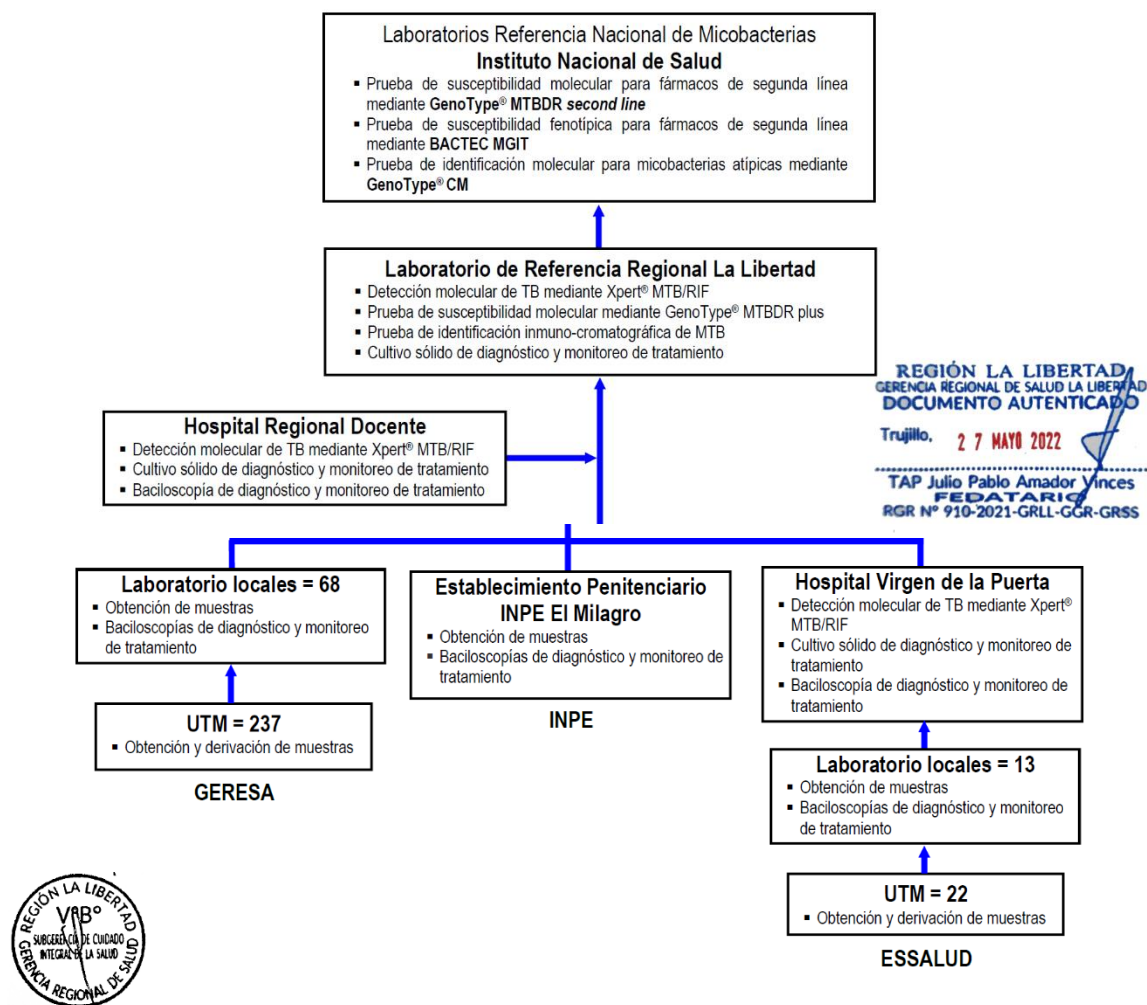 Laboratorios Referencia Nacional de Micobacterias
Instituto Nacional de Salud
▪ Prueba de susceptibilidad molecular para fármacos de segunda línea
mediante GenoType® MTBDR second line
▪ Prueba de susceptibilidad fenotípica para fármacos de segunda línea
mediante BACTEC MGIT
▪ Prueba de identificación molecular para micobacterias atípicas mediante
GenoType® CM
Laboratorio de Referencia Regional La Libertad
▪ Detección molecular de TB mediante Xpert® MTB/RIF
▪ Prueba de susceptibilidad molecular mediante GenoType® MTBDR plus
▪ Prueba de identificación inmuno-cromatográfica de MTB
▪ Cultivo sólido de diagnóstico y monitoreo de tratamiento
REGIÓN LA LIBERTAD
GERENCIA REGIONAL DE SALUD LA LIBERTAD
DOCUMENTO AUTENTICADO
Trujillo, 27 MAYO 2022
TAP Julio Pablo Amador Vinces
FEDATARIO
RGR Nº 910-2021-GRLL-GGR-GRSS
Hospital Regional Docente
▪ Detección molecular de TB mediante Xpert® MTB/RIF
▪ Cultivo sólido de diagnóstico y monitoreo de tratamiento
▪ Baciloscopía de diagnóstico y monitoreo de tratamiento
Laboratorio locales = 68
▪ Obtención de muestras
▪ Baciloscopías de diagnóstico y monitoreo
de tratamiento
UTM = 237
▪ Obtención y derivación de muestras
GERESA
Establecimiento Penitenciario
INPE El Milagro
▪ Obtención de muestras
▪ Baciloscopías de diagnóstico y monitoreo de
tratamiento
INPE
Hospital Virgen de la Puerta
▪ Detección molecular de TB mediante Xpert®
MTB/RIF
▪ Cultivo sólido de diagnóstico y monitoreo de
tratamiento
▪ Baciloscopía de diagnóstico y monitoreo de
tratamiento
Laboratorio locales = 13
▪ Obtención de muestras
▪ Baciloscopías de diagnóstico y monitoreo
de tratamiento
UTM = 22
▪ Obtención y derivación de muestras
ESSALUD
REGIÓN LA LIBERTAD
VºBº
SUBGERENCIA DE CUIDADO
INTEGRAL DE LA SALUD
GERENCIA REGIONAL DE SALUD